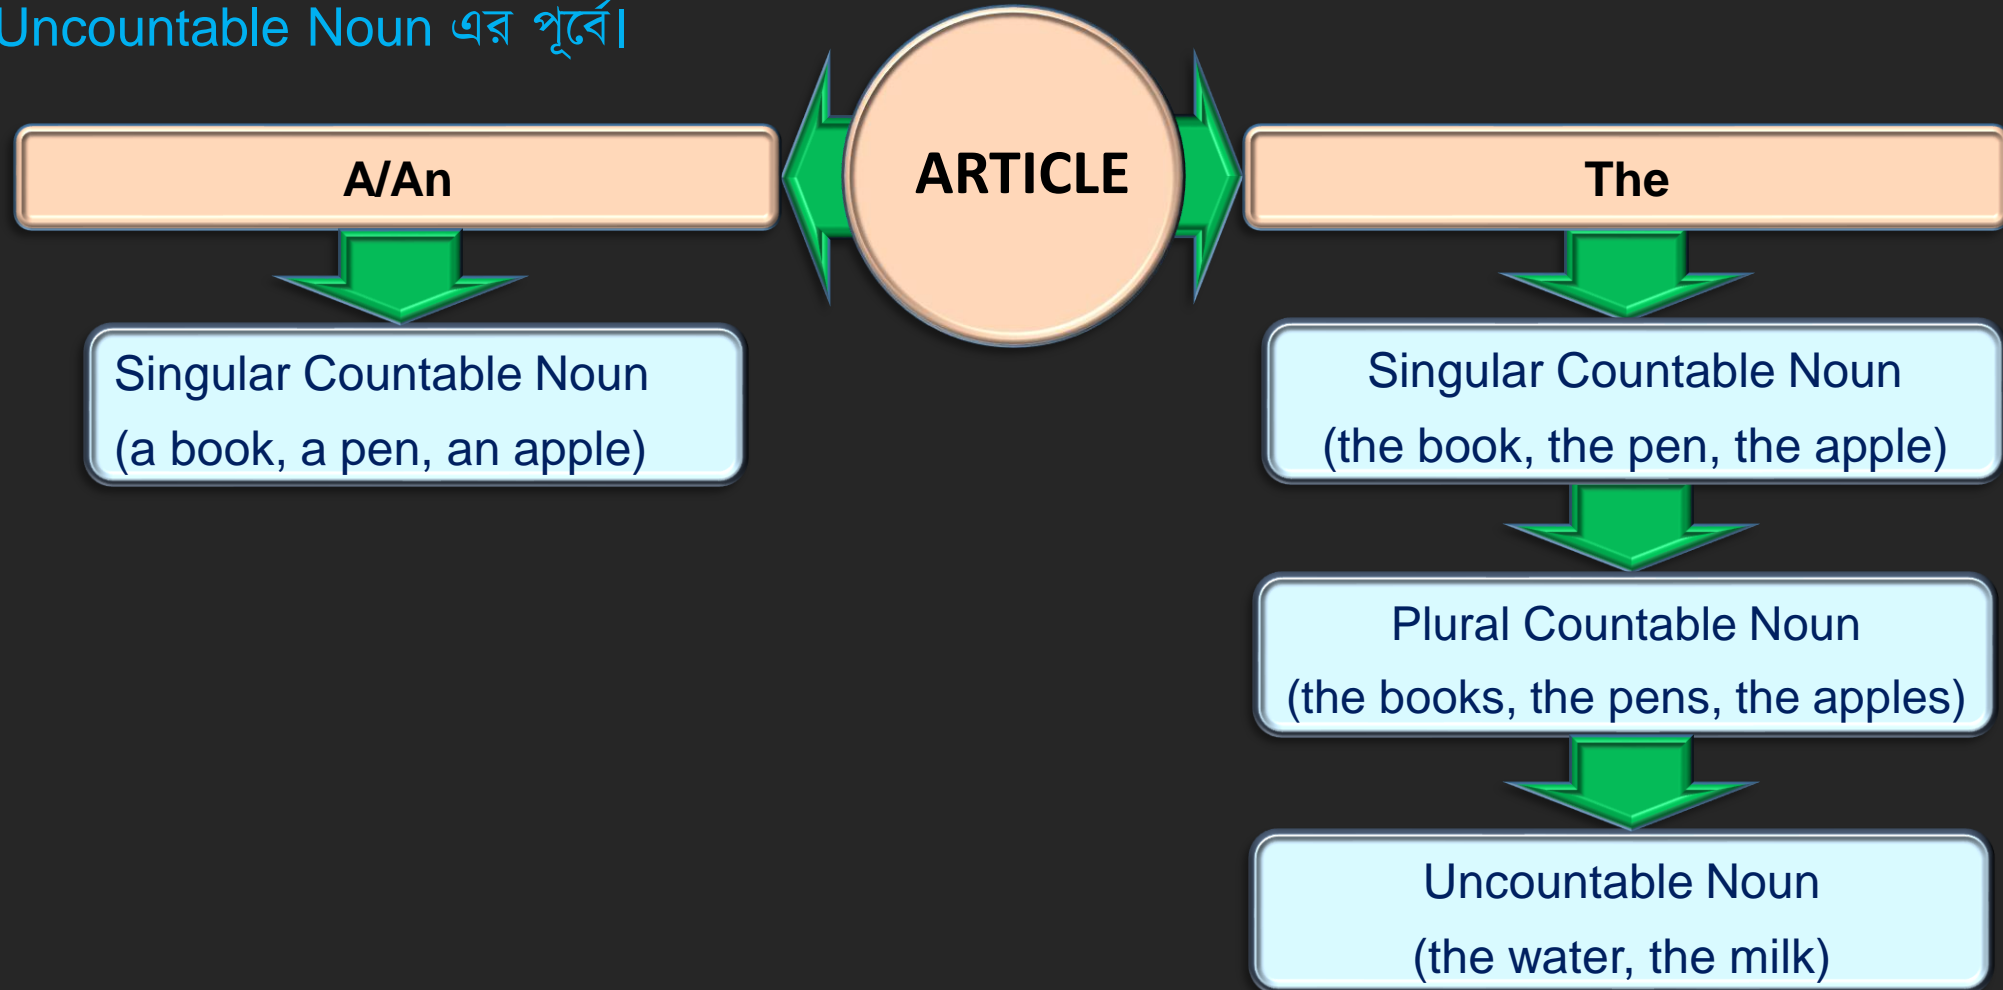 Uncountable Noun এর পূর্বে।
ARTICLE
A/An
The
Singular Countable Noun
(a book, a pen, an apple)
Singular Countable Noun
(the book, the pen, the apple)
Plural Countable Noun
(the books, the pens, the apples)
Uncountable Noun
(the water, the milk)